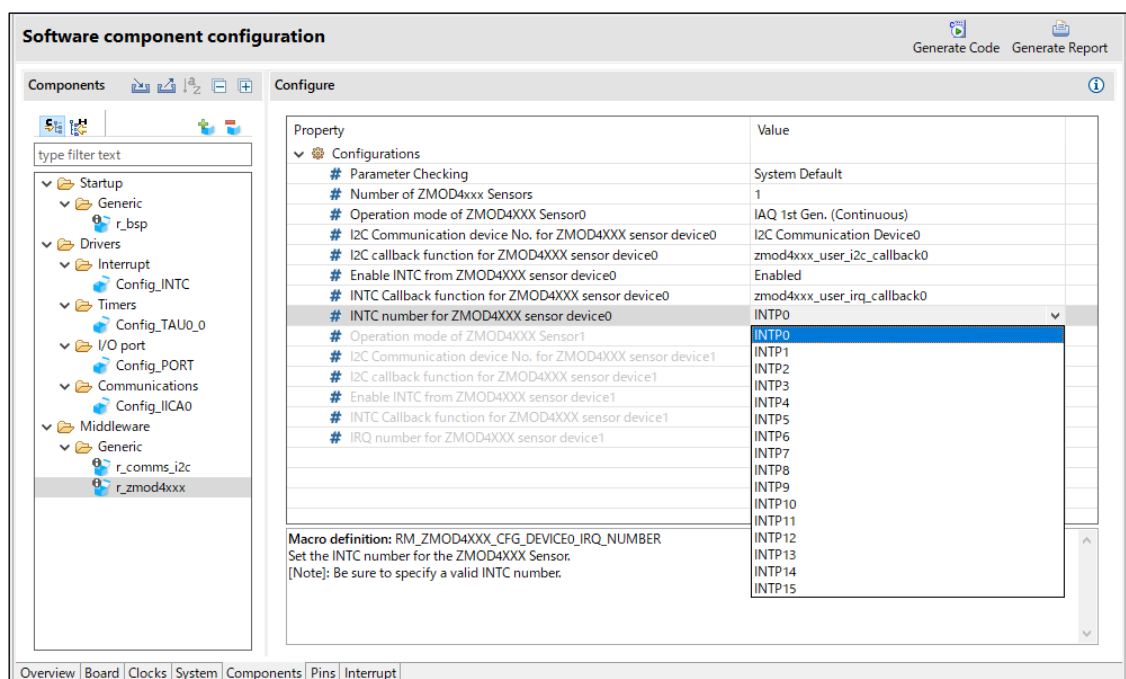 Software component configuration
Generate Code Generate Report
Components
Configure
type filter text
Startup
Generic
r_bsp
Drivers
Interrupt
Config_INTC
Timers
Config_TAU0_0
I/O port
Config_PORT
Communications
Config_IICA0
Middleware
Generic
r_comms_i2c
r_zmod4xxx
Property Value
Configurations
# Parameter Checking System Default
# Number of ZMOD4xxx Sensors 1
# Operation mode of ZMOD4XXX Sensor0 IAQ 1st Gen. (Continuous)
# I2C Communication device No. for ZMOD4XXX sensor device0 I2C Communication Device0
# I2C callback function for ZMOD4XXX sensor device0 zmod4xxx_user_i2c_callback0
# Enable INTC from ZMOD4XXX sensor device0 Enabled
# INTC Callback function for ZMOD4XXX sensor device0 zmod4xxx_user_irq_callback0
# INTC number for ZMOD4XXX sensor device0 INTP0
# Operation mode of ZMOD4XXX Sensor1
# I2C Communication device No. for ZMOD4XXX sensor device1
# I2C callback function for ZMOD4XXX sensor device1
# Enable INTC from ZMOD4XXX sensor device1
# INTC Callback function for ZMOD4XXX sensor device1
# IRQ number for ZMOD4XXX sensor device1
INTP0
INTP1
INTP2
INTP3
INTP4
INTP5
INTP6
INTP7
INTP8
INTP9
INTP10
INTP11
INTP12
INTP13
INTP14
INTP15
Macro definition: RM_ZMOD4XXX_CFG_DEVICE0_IRQ_NUMBER
Set the INTC number for the ZMOD4XXX Sensor.
[Note]: Be sure to specify a valid INTC number.
Overview Board Clocks System Components Pins Interrupt